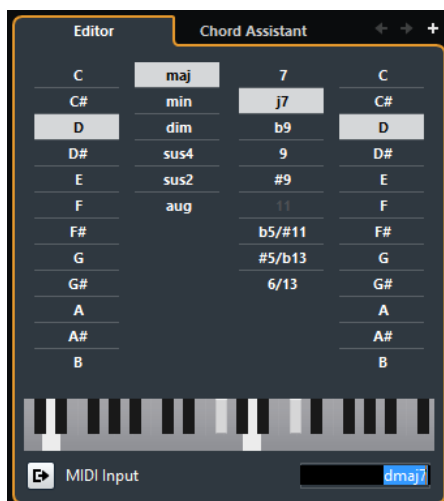 Editor Chord Assistant
C maj 7 C
C# min j7 C#
D dim b9 D
D# sus4 9 D#
E sus2 #9 E
F aug 11 F
F# b5/#11 F#
G #5/b13 G
G# 6/13 G#
A A
A# A#
B B
MIDI Input dmaj7